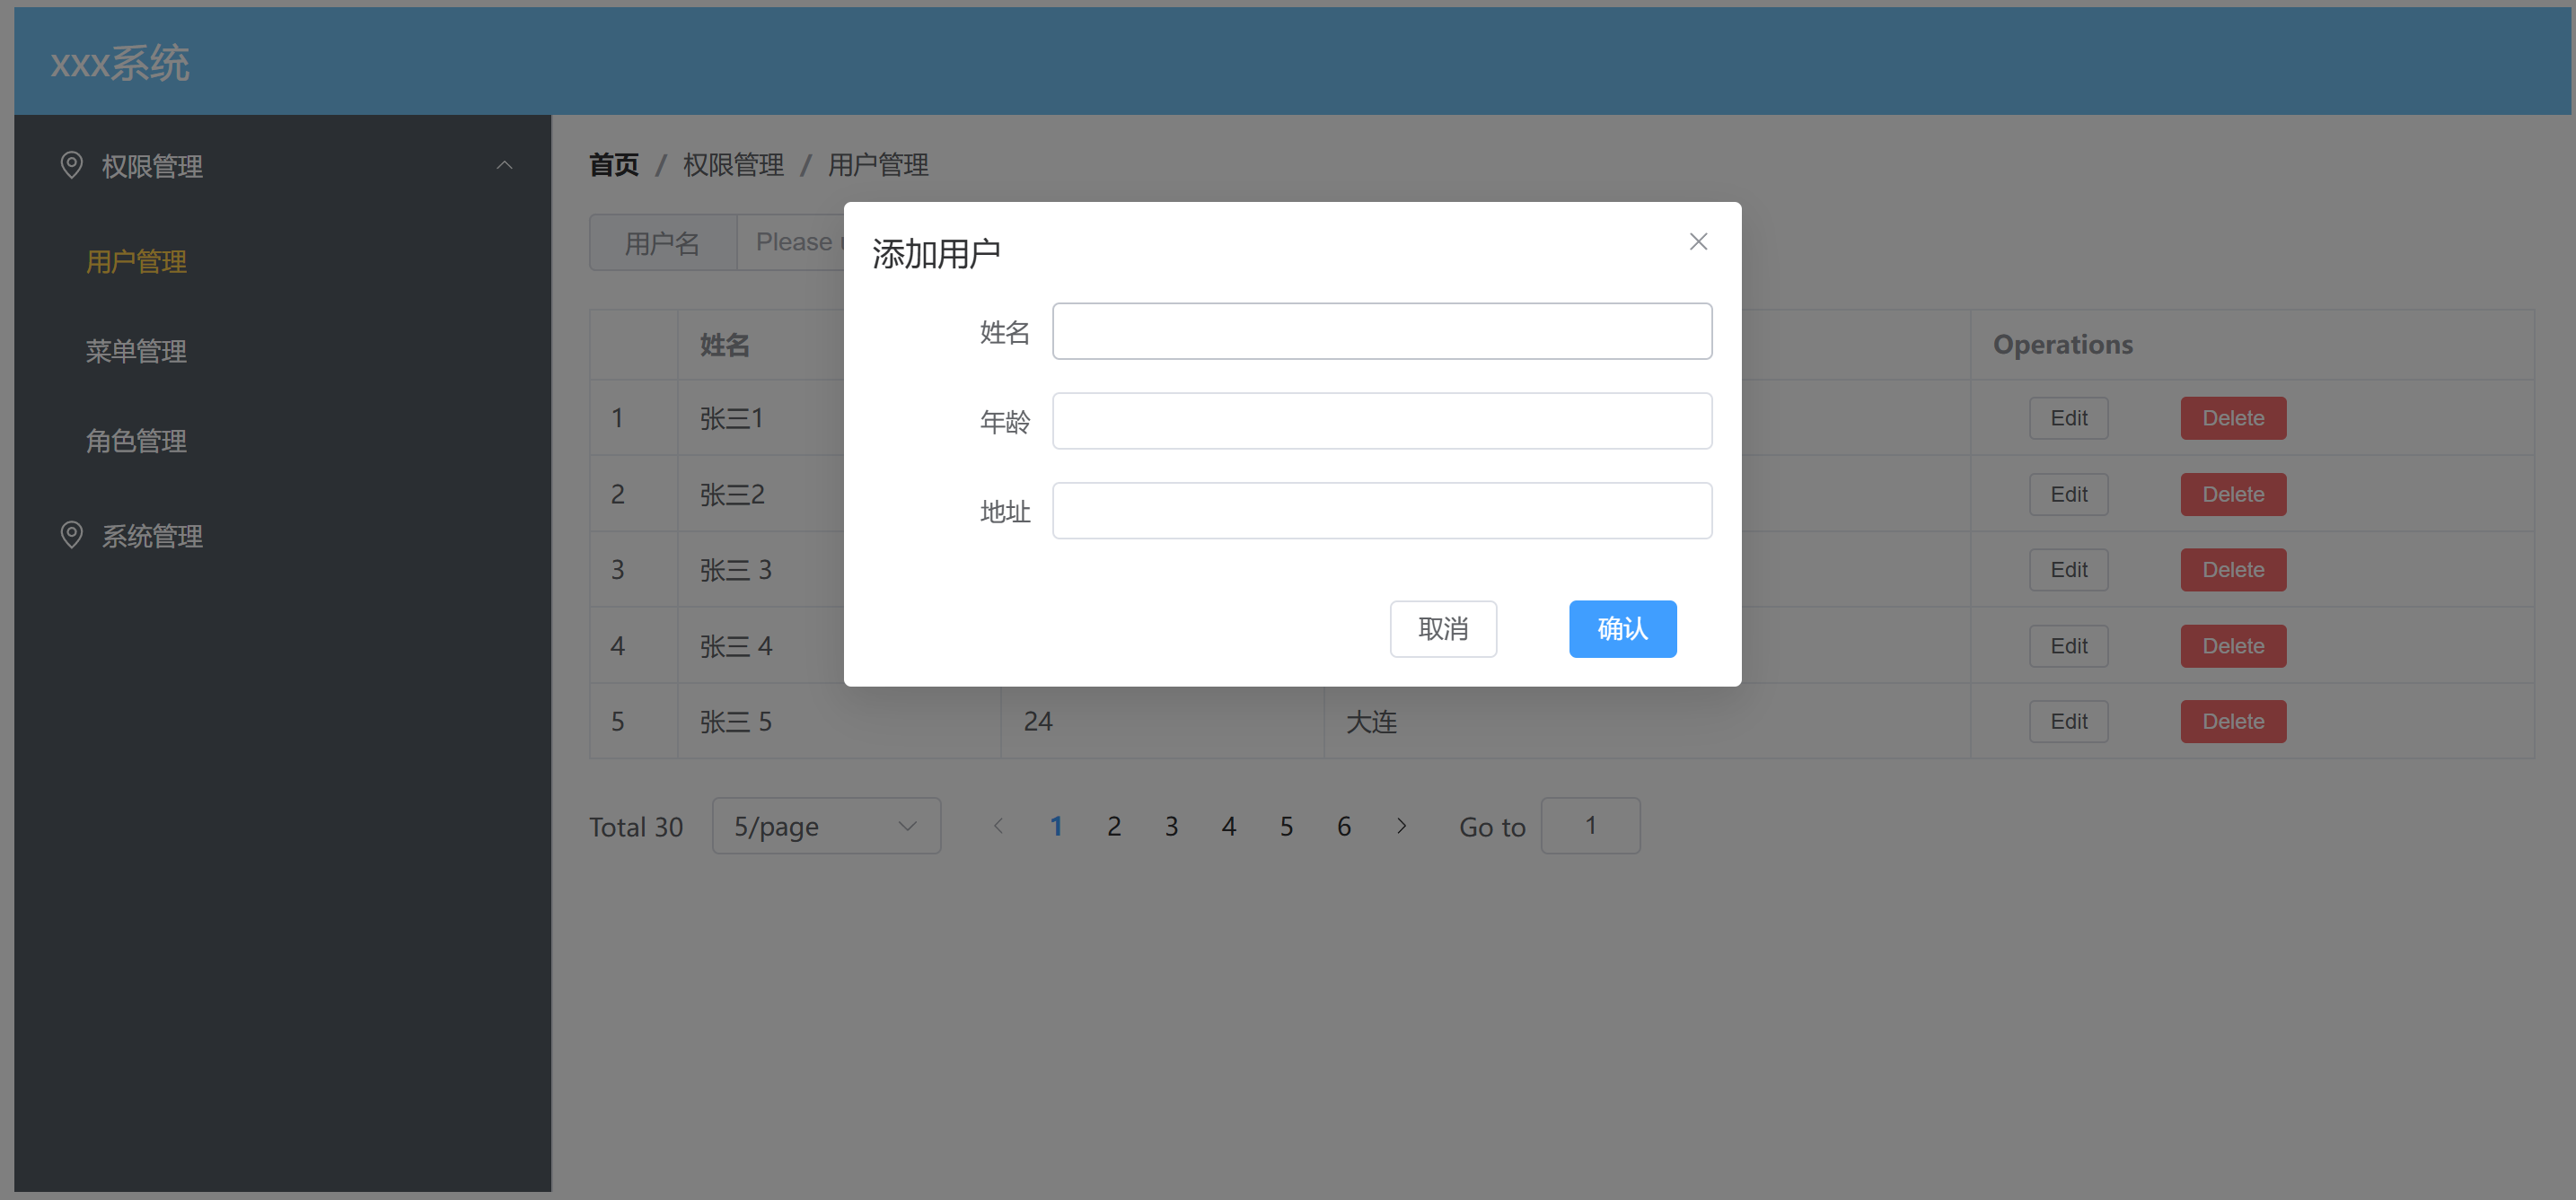 xxx系统
权限管理
用户管理
菜单管理
角色管理
系统管理
首页 / 权限管理 / 用户管理
用户名 Please
添加用户
姓名
年龄
地址
取消 确认
姓名 Operations
1 张三1 Edit Delete
2 张三2 Edit Delete
3 张三 3 Edit Delete
4 张三 4 Edit Delete
5 张三 5 24 大连 Edit Delete
Total 30 5/page 1 2 3 4 5 6 Go to 1